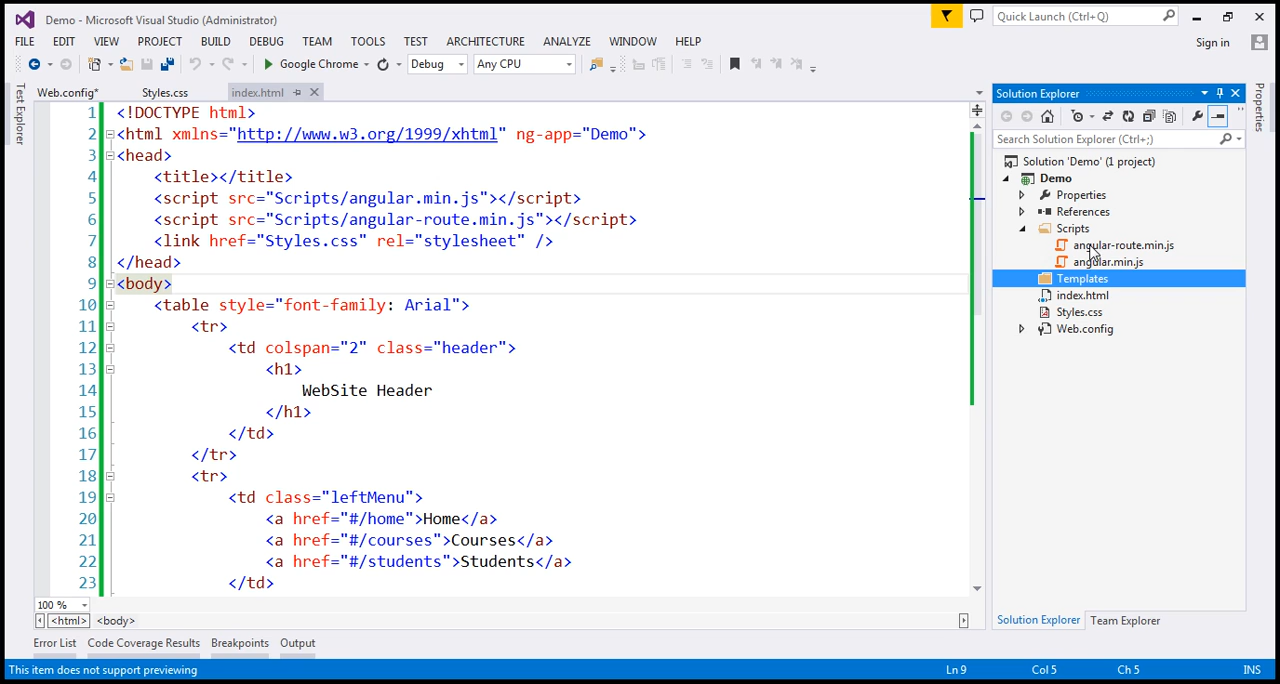 Demo - Microsoft Visual Studio (Administrator)
Quick Launch (Ctrl+Q)
FILE EDIT VIEW PROJECT BUILD DEBUG TEAM TOOLS TEST ARCHITECTURE ANALYZE WINDOW HELP
Sign in
Google Chrome Debug Any CPU
Test Explorer
Web.config* Styles.css index.html
1 <!DOCTYPE html>
2 <html xmlns="http://www.w3.org/1999/xhtml" ng-app="Demo">
3 <head>
4 <title></title>
5 <script src="Scripts/angular.min.js"></script>
6 <script src="Scripts/angular-route.min.js"></script>
7 <link href="Styles.css" rel="stylesheet" />
8 </head>
9 <body>
10 <table style="font-family: Arial">
11 <tr>
12 <td colspan="2" class="header">
13 <h1>
14 WebSite Header
15 </h1>
16 </td>
17 </tr>
18 <tr>
19 <td class="leftMenu">
20 <a href="#/home">Home</a>
21 <a href="#/courses">Courses</a>
22 <a href="#/students">Students</a>
23 </td>
100 %
<html> <body>
Solution Explorer
Search Solution Explorer (Ctrl+;)
Solution 'Demo' (1 project)
Demo
Properties
References
Scripts
angular-route.min.js
angular.min.js
Templates
index.html
Styles.css
Web.config
Solution Explorer Team Explorer
Properties
Error List Code Coverage Results Breakpoints Output
This item does not support previewing Ln 9 Col 5 Ch 5 INS